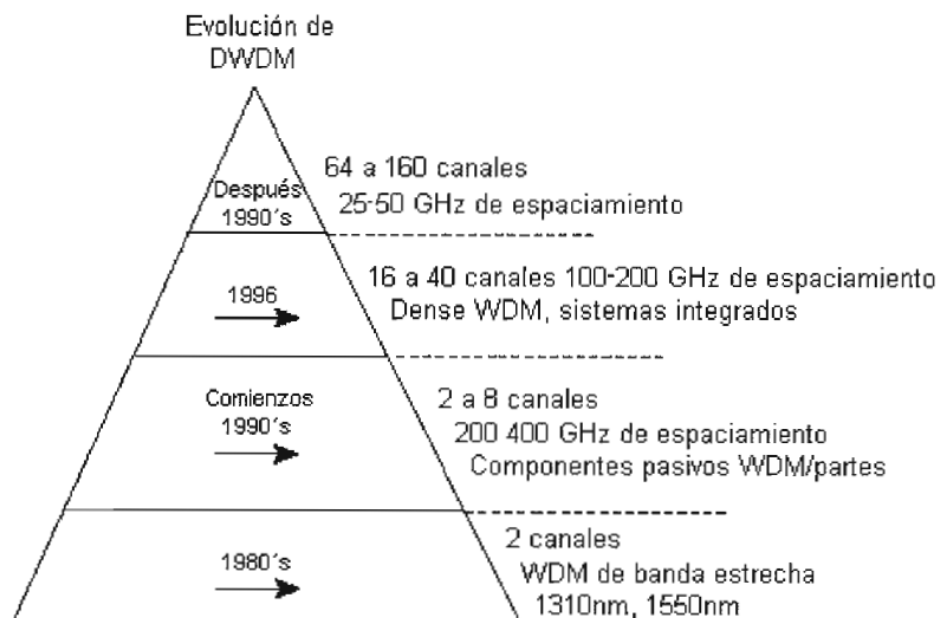 Evolución de
DWDM
Después
1990´s
64 a 160 canales
25-50 GHz de espaciamiento
1996
16 a 40 canales 100-200 GHz de espaciamiento
Dense WDM, sistemas integrados
Comienzos
1990´s
2 a 8 canales
200 400 GHz de espaciamiento
Componentes pasivos WDM/partes
1980´s
2 canales
WDM de banda estrecha
1310nm, 1550nm